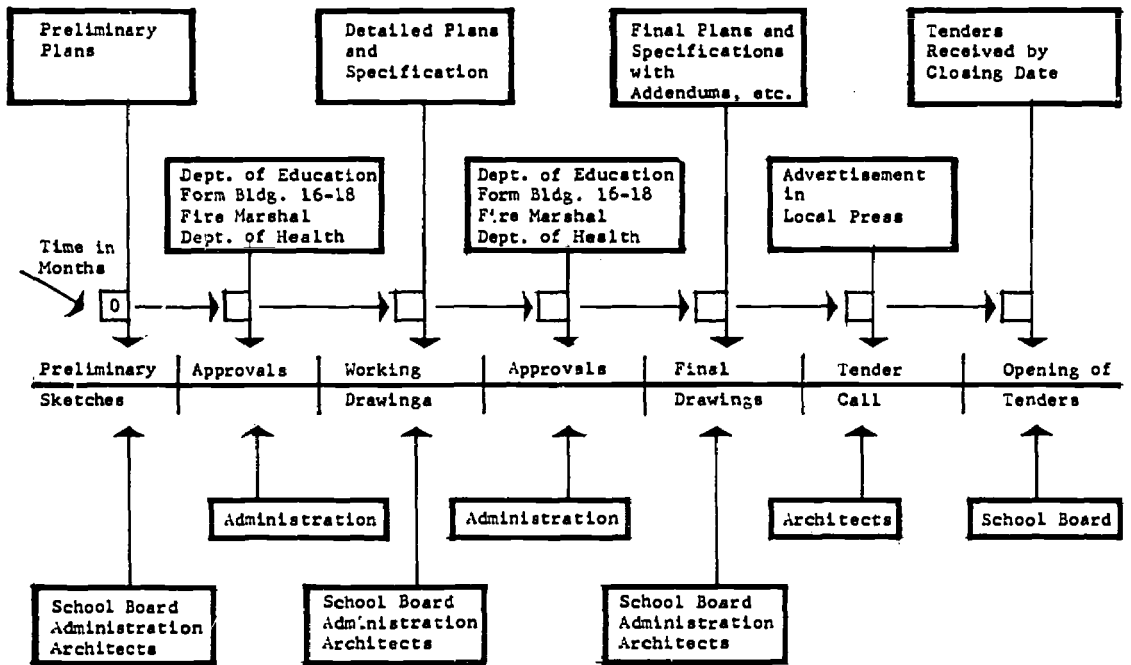 Preliminary
Plans
Detailed Plans
and
Specification
Final Plans and
Specifications
with
Addendums, etc.
Tenders
Received by
Closing Date
Dept. of Education
Form Bldg. 16-18
Fire Marshal
Dept. of Health
Dept. of Education
Form Bldg. 16-18
Fire Marshal
Dept. of Health
Advertisement
in
Local Press
Time in
Months
0
Preliminary
Sketches
Approvals
Working
Drawinga
Approvals
Final
Drawings
Tender
Call
Opening of
Tenders
Administration
Administration
Architects
School Board
School Board
Administration
Architects
School Board
Administration
Architects
School Board
Administration
Architects